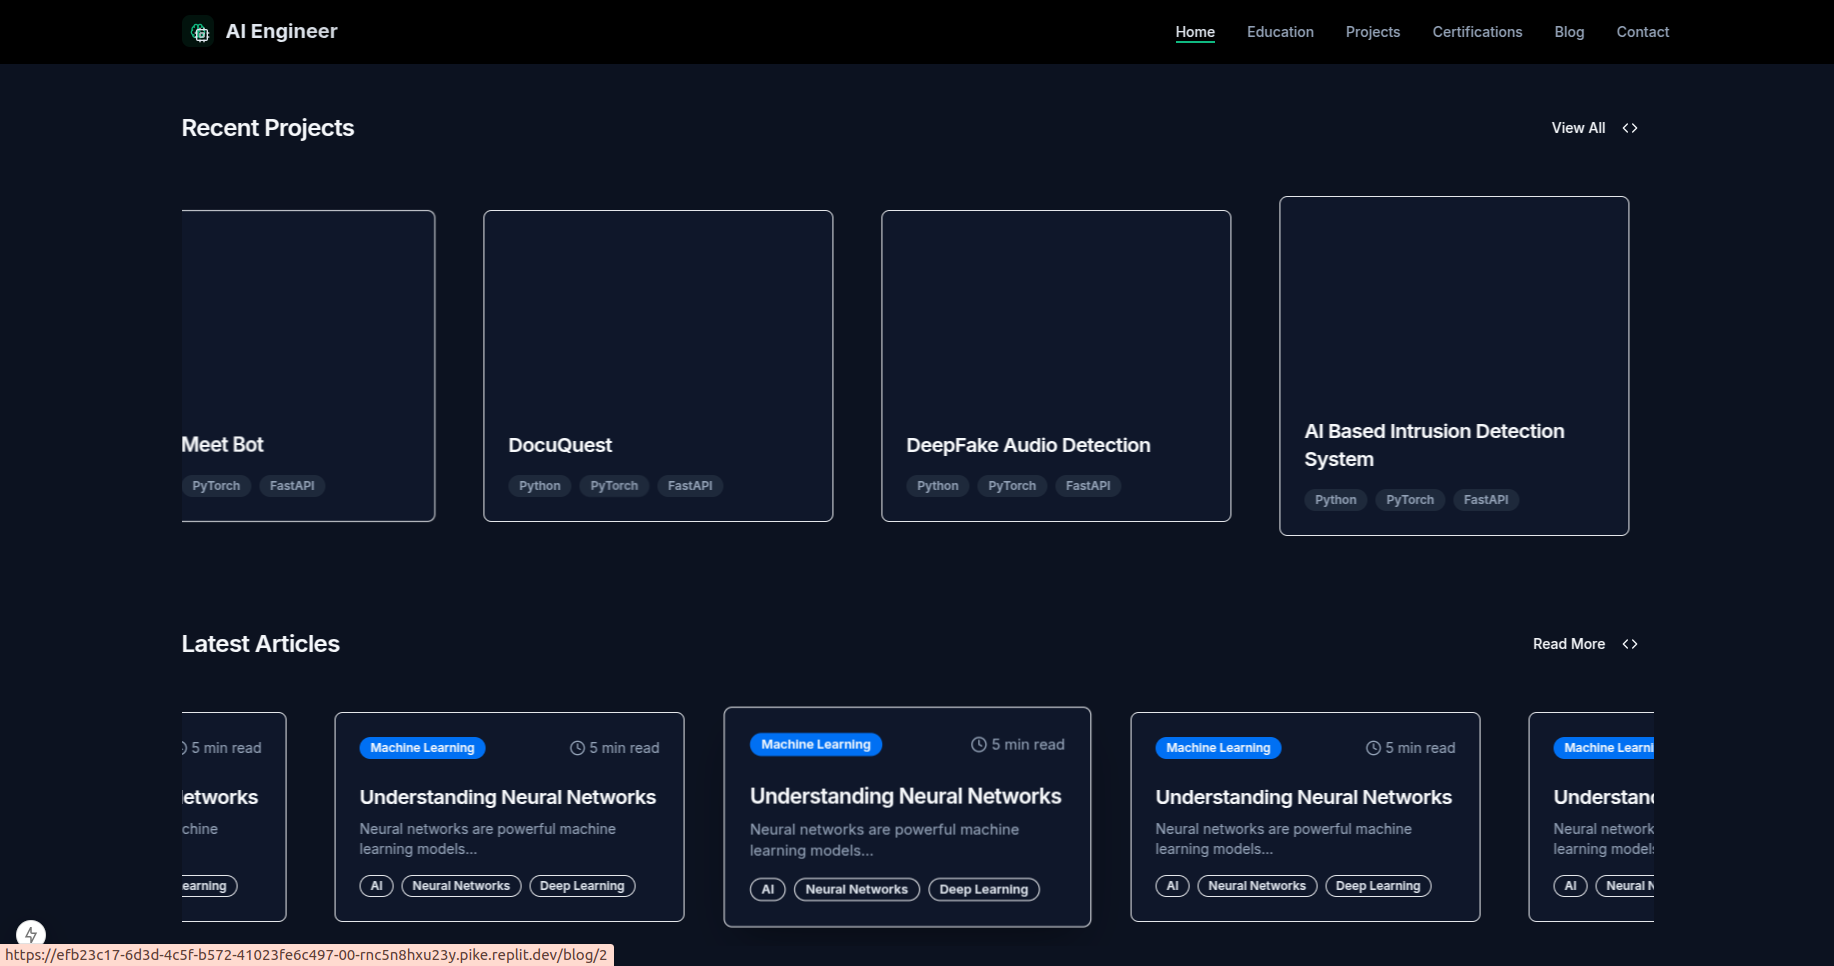 AI Engineer
Home Education Projects Certifications Blog Contact
Recent Projects
View All
Meet Bot
PyTorch FastAPI
DocuQuest
Python PyTorch FastAPI
DeepFake Audio Detection
Python PyTorch FastAPI
AI Based Intrusion Detection
System
Python PyTorch FastAPI
Latest Articles
Read More
5 min read
etworks
chine
earning
Machine Learning 5 min read
Understanding Neural Networks
Neural networks are powerful machine
learning models...
AI Neural Networks Deep Learning
Machine Learning 5 min read
Understanding Neural Networks
Neural networks are powerful machine
learning models...
AI Neural Networks Deep Learning
Machine Learning 5 min read
Understanding Neural Networks
Neural networks are powerful machine
learning models...
AI Neural Networks Deep Learning
Machine Learni
Understand
Neural network
learning models
AI Neural N
https://efb23c17-6d3d-4c5f-b572-41023fe6c497-00-rnc5n8hxu23y.pike.replit.dev/blog/2